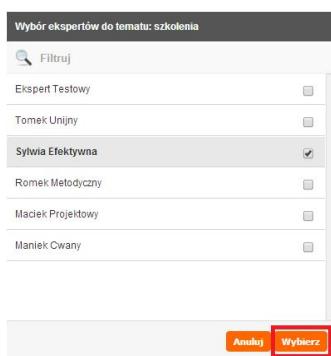 Wybór ekspertów do tematu: szkolenia
Filtruj
Ekspert Testowy
Tomek Unijny
Sylwia Efektywna
Romek Metodyczny
Maciek Projektowy
Maniek Cwany
Anuluj Wybierz